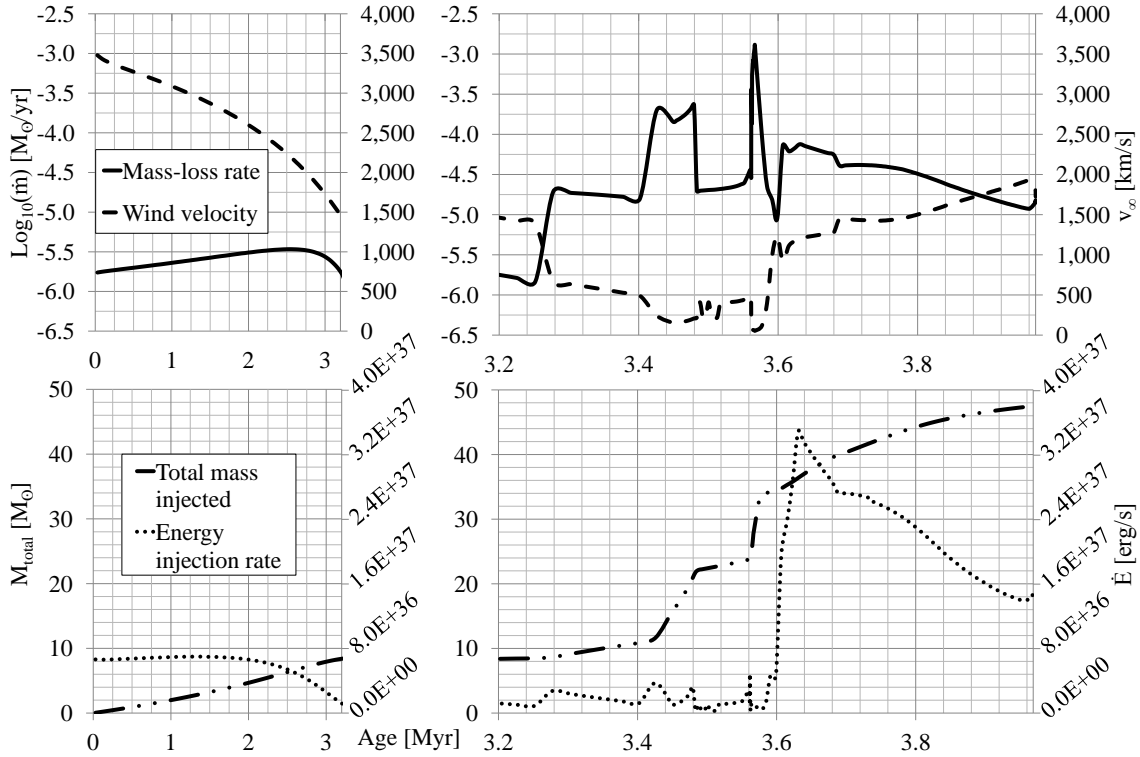 -2.5
-3.0
-3.5
-4.0
-4.5
-5.0
-5.5
-6.0
-6.5
Log₁₀(ṁ) [M⊙/yr]
Mass-loss rate
Wind velocity
4,000
3,500
3,000
2,500
2,000
1,500
1,000
500
0
0
1
2
3
-2.5
-3.0
-3.5
-4.0
-4.5
-5.0
-5.5
-6.0
-6.5
4,000
3,500
3,000
2,500
2,000
1,500
1,000
500
0
v∞ [km/s]
3.2
3.4
3.6
3.8
50
40
30
20
10
0
M_total [M⊙]
Total mass
injected
Energy
injection rate
4.0E+37
3.2E+37
2.4E+37
1.6E+37
8.0E+36
0.0E+00
0
1
2
3
Age [Myr]
50
40
30
20
10
0
4.0E+37
3.2E+37
2.4E+37
1.6E+37
8.0E+36
0.0E+00
Ė [erg/s]
3.2
3.4
3.6
3.8